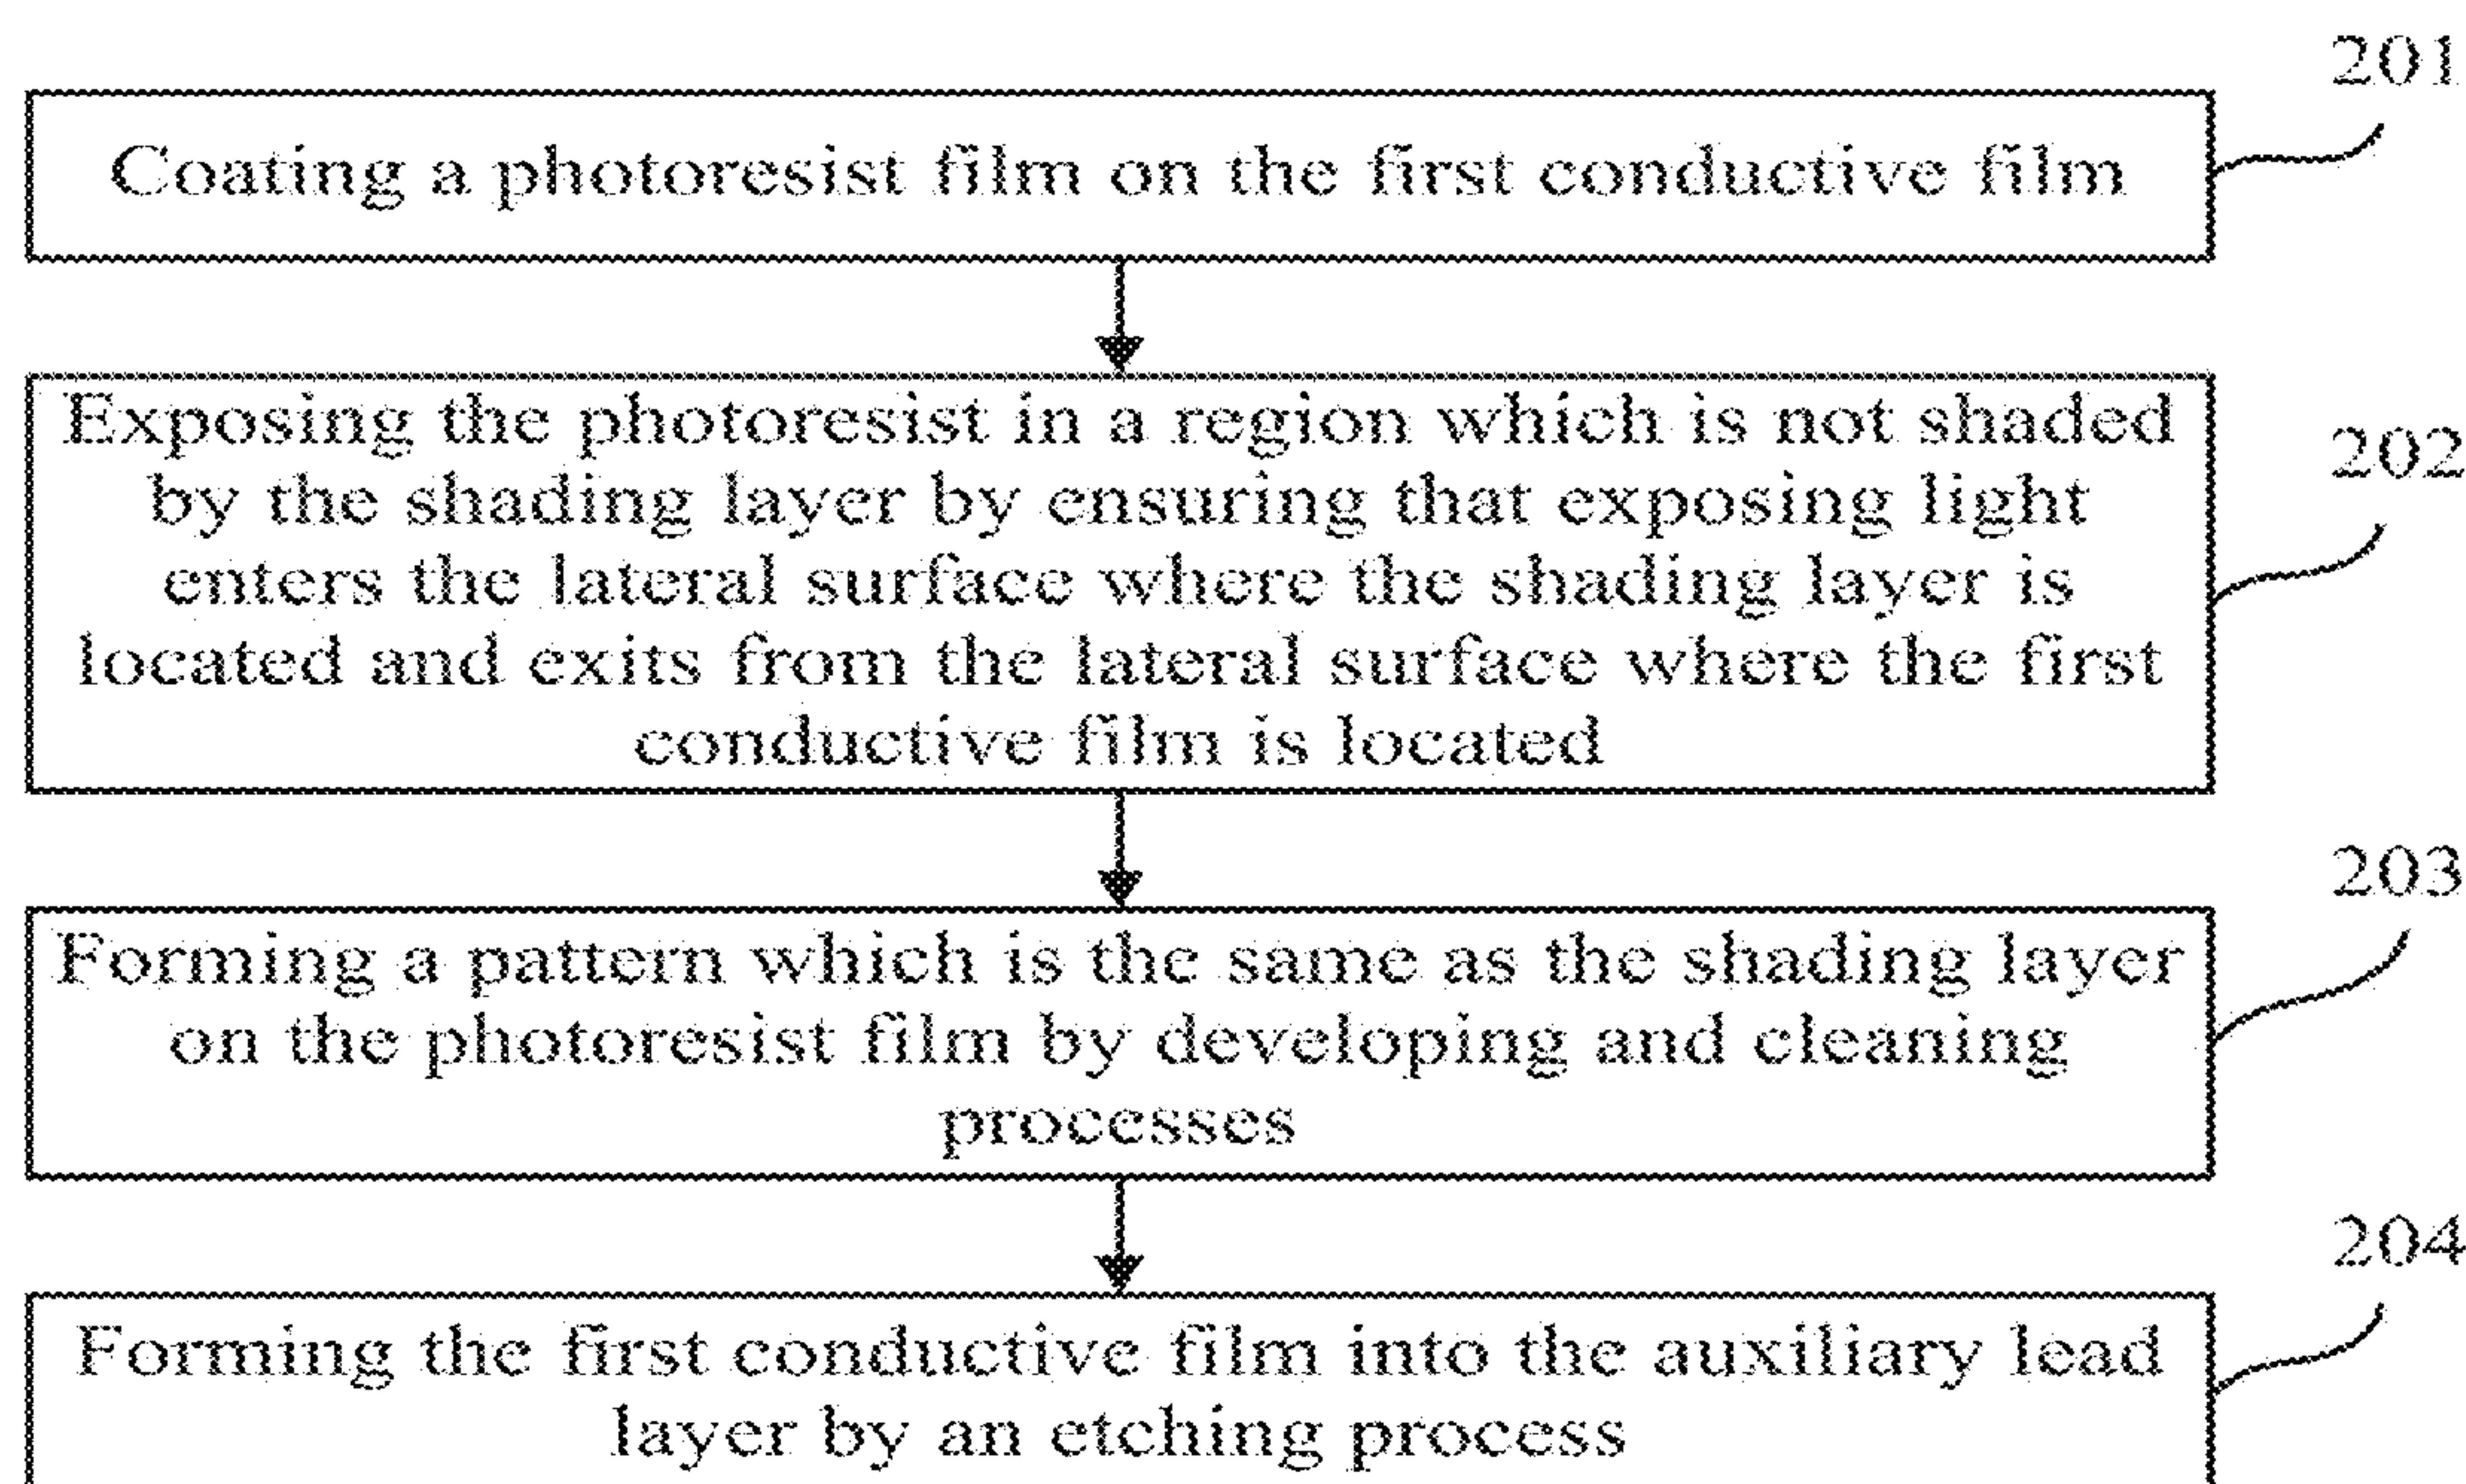 201
Coating a photoresist film on the first conductive film
Exposing the photoresist in a region which is not shaded
by the shading layer by ensuring that exposing light
enters the lateral surface where the shading layer is
located and exits from the lateral surface where the first
conductive film is located
202
203
Forming a pattern which is the same as the shading layer
on the photoresist film by developing and cleaning
processes
204
Forming the first conductive film into the auxiliary lead
layer by an etching process